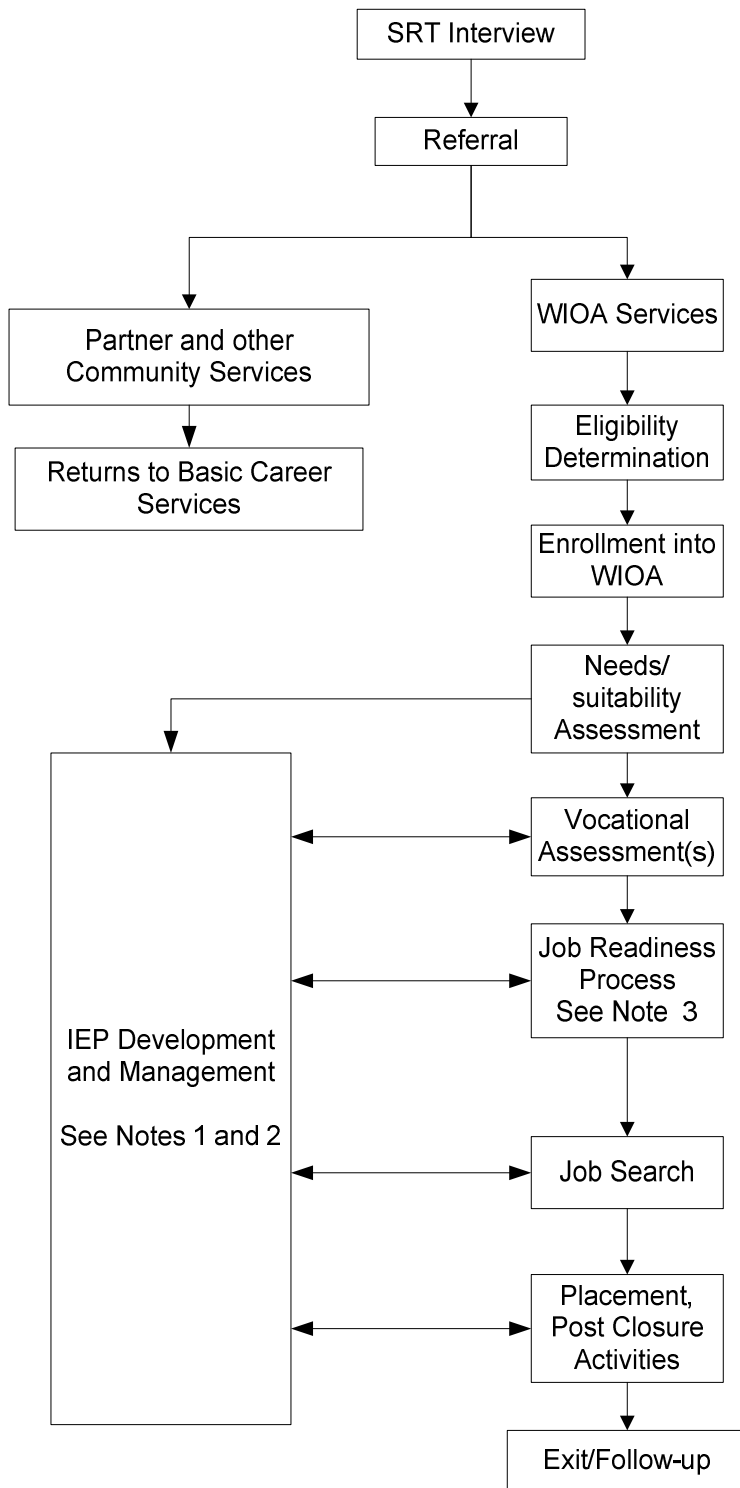 SRT Interview
Referral
Partner and other
Community Services
Returns to Basic Career
Services
WIOA Services
Eligibility
Determination
Enrollment into
WIOA
Needs/
suitability
Assessment
Vocational
Assessment(s)
Job Readiness
Process
See Note 3
IEP Development
and Management
See Notes 1 and 2
Job Search
Placement,
Post Closure
Activities
Exit/Follow-up